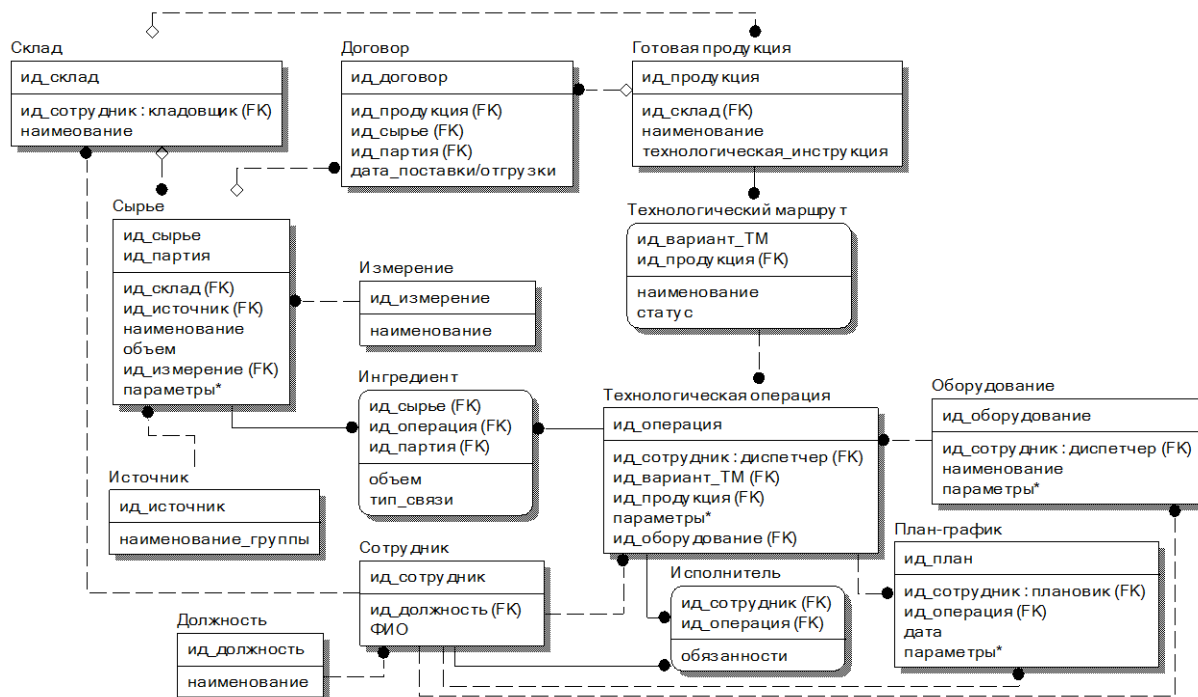 Склад
ид_склад
ид_сотрудник : кладовщик (FK)
наимеование
Договор
ид_договор
ид_продукция (FK)
ид_сырье (FK)
ид_партия (FK)
дата_поставки/отгрузки
Готовая продукция
ид_продукция
ид_склад (FK)
наименование
технологическая_инструкция
Сырье
ид_сырье
ид_партия
ид_склад (FK)
ид_источник (FK)
наименование
объем
ид_измерение (FK)
параметры*
Измерение
ид_измерение
наименование
Технологический маршрут
ид_вариант_ТМ
ид_продукция (FK)
наименование
статус
Ингредиент
ид_сырье (FK)
ид_операция (FK)
ид_партия (FK)
объем
тип_связи
Технологическая операция
ид_операция
ид_сотрудник : диспетчер (FK)
ид_вариант_ТМ (FK)
ид_продукция (FK)
параметры*
ид_оборудование (FK)
Оборудование
ид_оборудование
ид_сотрудник : диспетчер (FK)
наименование
параметры*
Источник
ид_источник
наименование_группы
Сотрудник
ид_сотрудник
ид_должность (FK)
ФИО
Исполнитель
ид_сотрудник (FK)
ид_операция (FK)
обязанности
План-график
ид_план
ид_сотрудник : плановик (FK)
ид_операция (FK)
дата
параметры*
Должность
ид_должность
наименование